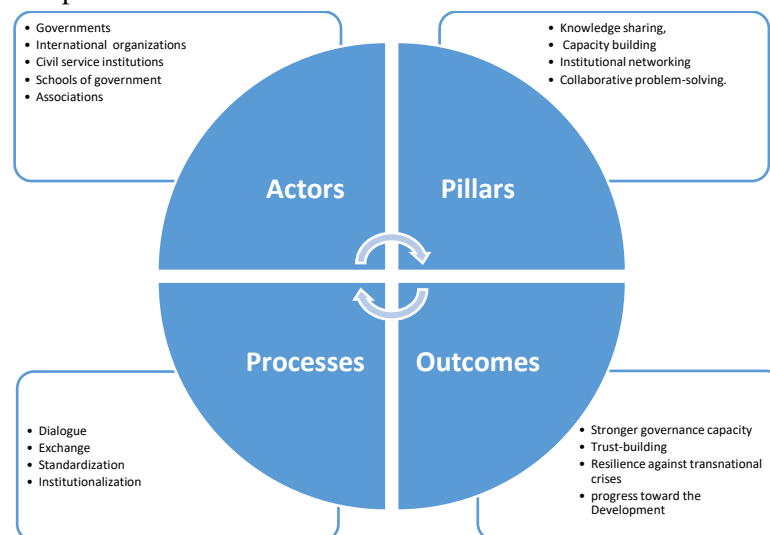 • Governments
• International organizations
• Civil service institutions
• Schools of government
• Associations
• Knowledge sharing,
• Capacity building
• Institutional networking
• Collaborative problem-solving.
Actors
Pillars
Processes
Outcomes
• Dialogue
• Exchange
• Standardization
• Institutionalization
• Stronger governance capacity
• Trust-building
• Resilience against transnational
crises
• progress toward the
Development